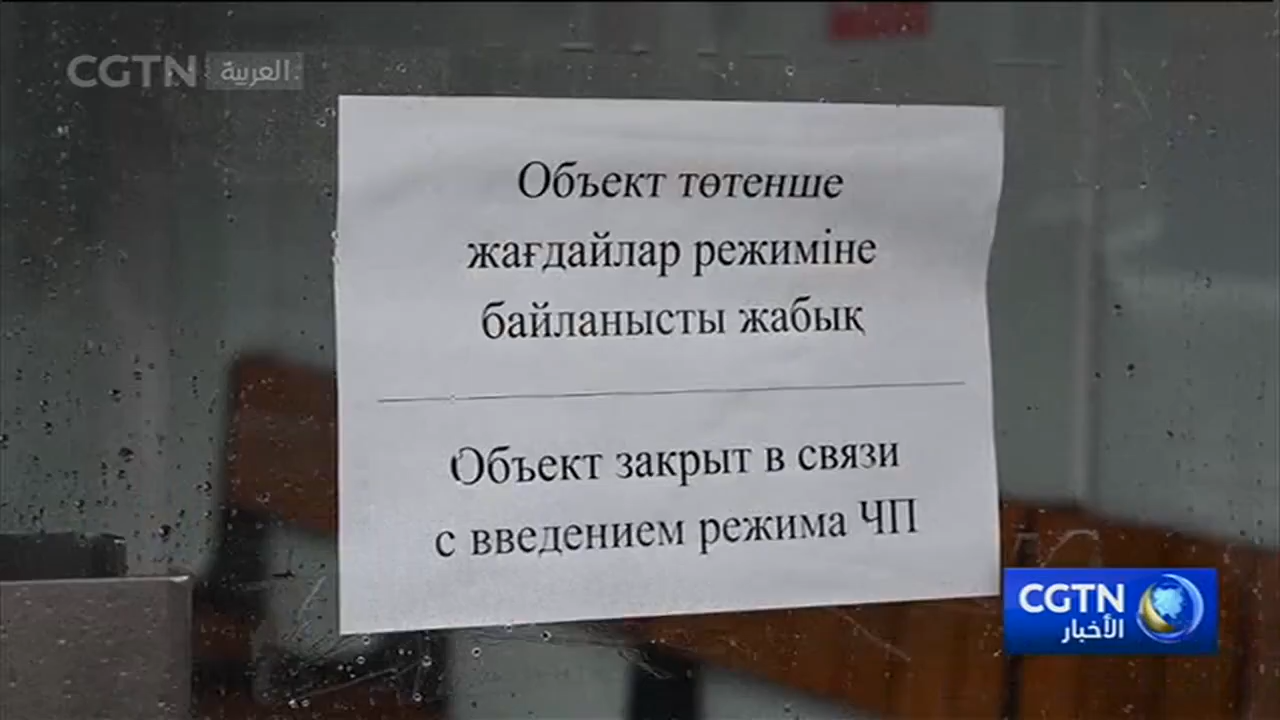 CGTN العربية
Объект төтенше
жағдайлар режиміне
байланысты жабық
Объект закрыт в связи
с введением режима ЧП
CGTN
الأخبار